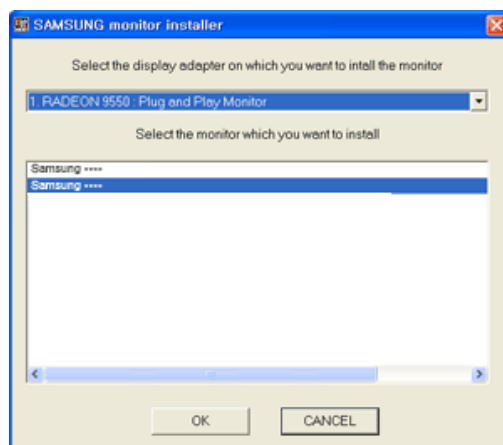 SAMSUNG monitor installer
Select the display adapter on which you want to intall the monitor
1. RADEON 9550 : Plug and Play Monitor
Select the monitor which you want to install
Samsung ----
Samsung ----
OK
CANCEL